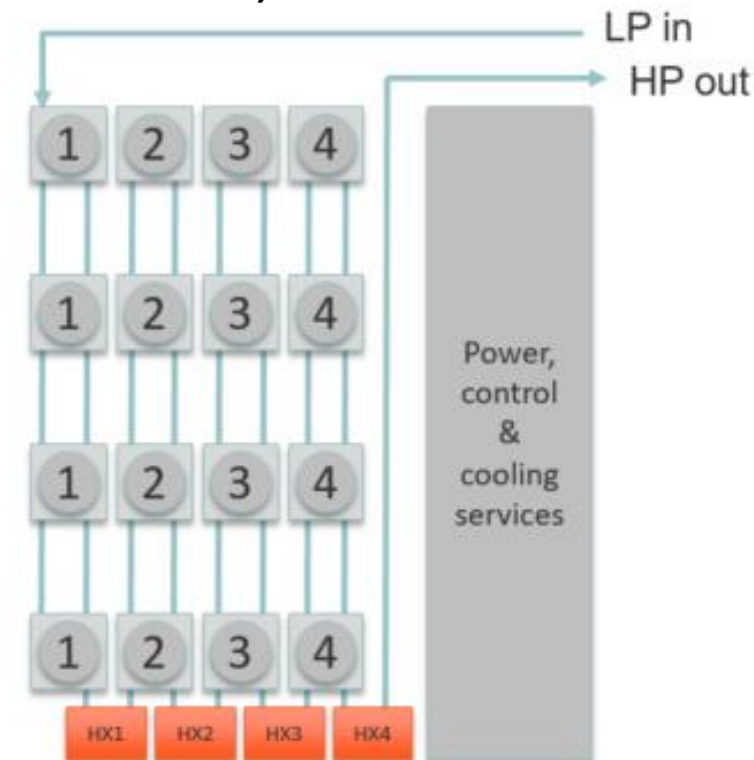 LP in
HP out
1 2 3 4
1 2 3 4
Power,
control
&
cooling
services
1 2 3 4
1 2 3 4
HX1 HX2 HX3 HX4